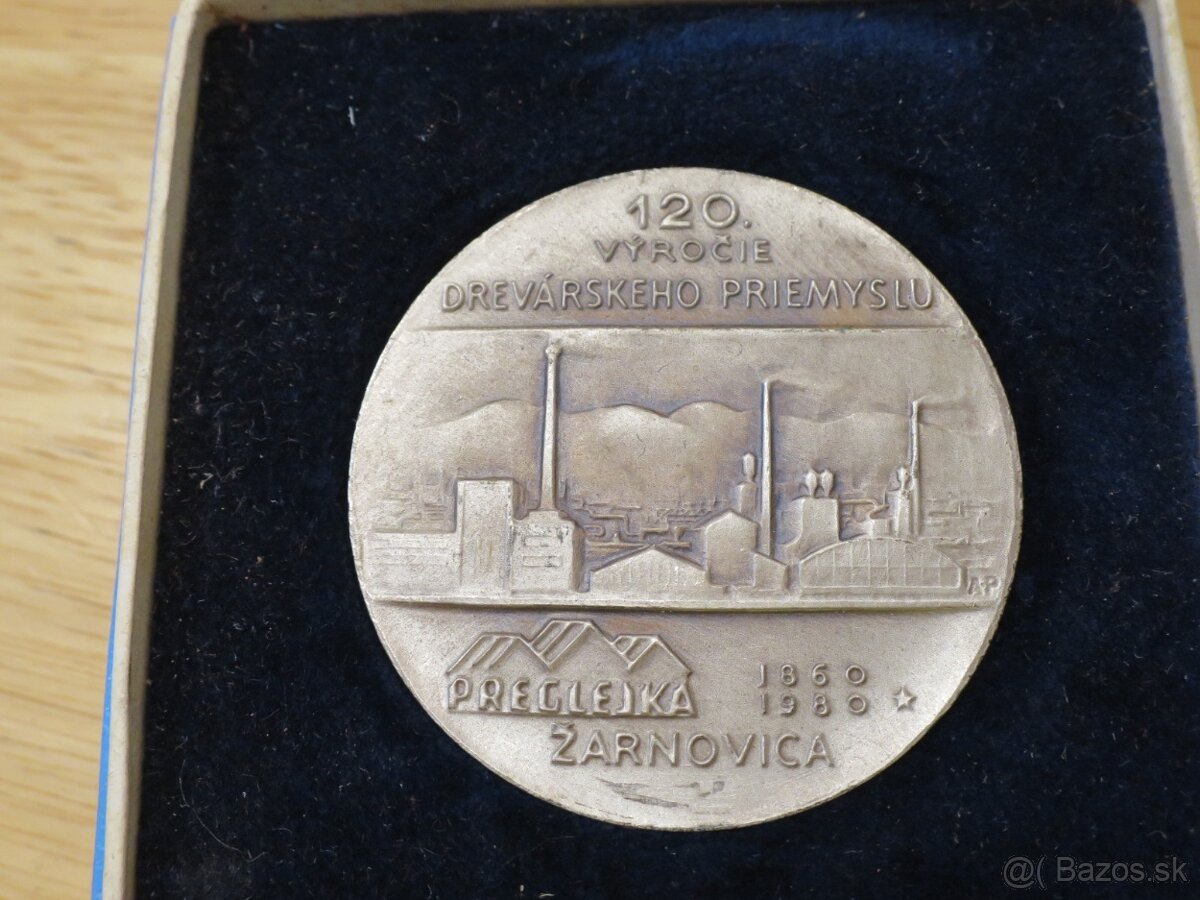 120.
VÝROČIE
DREVÁRSKEHO PRIEMYSLU
AP
PREGLEJKA
1860
1980
ŽARNOVICA
@( Bazos.sk